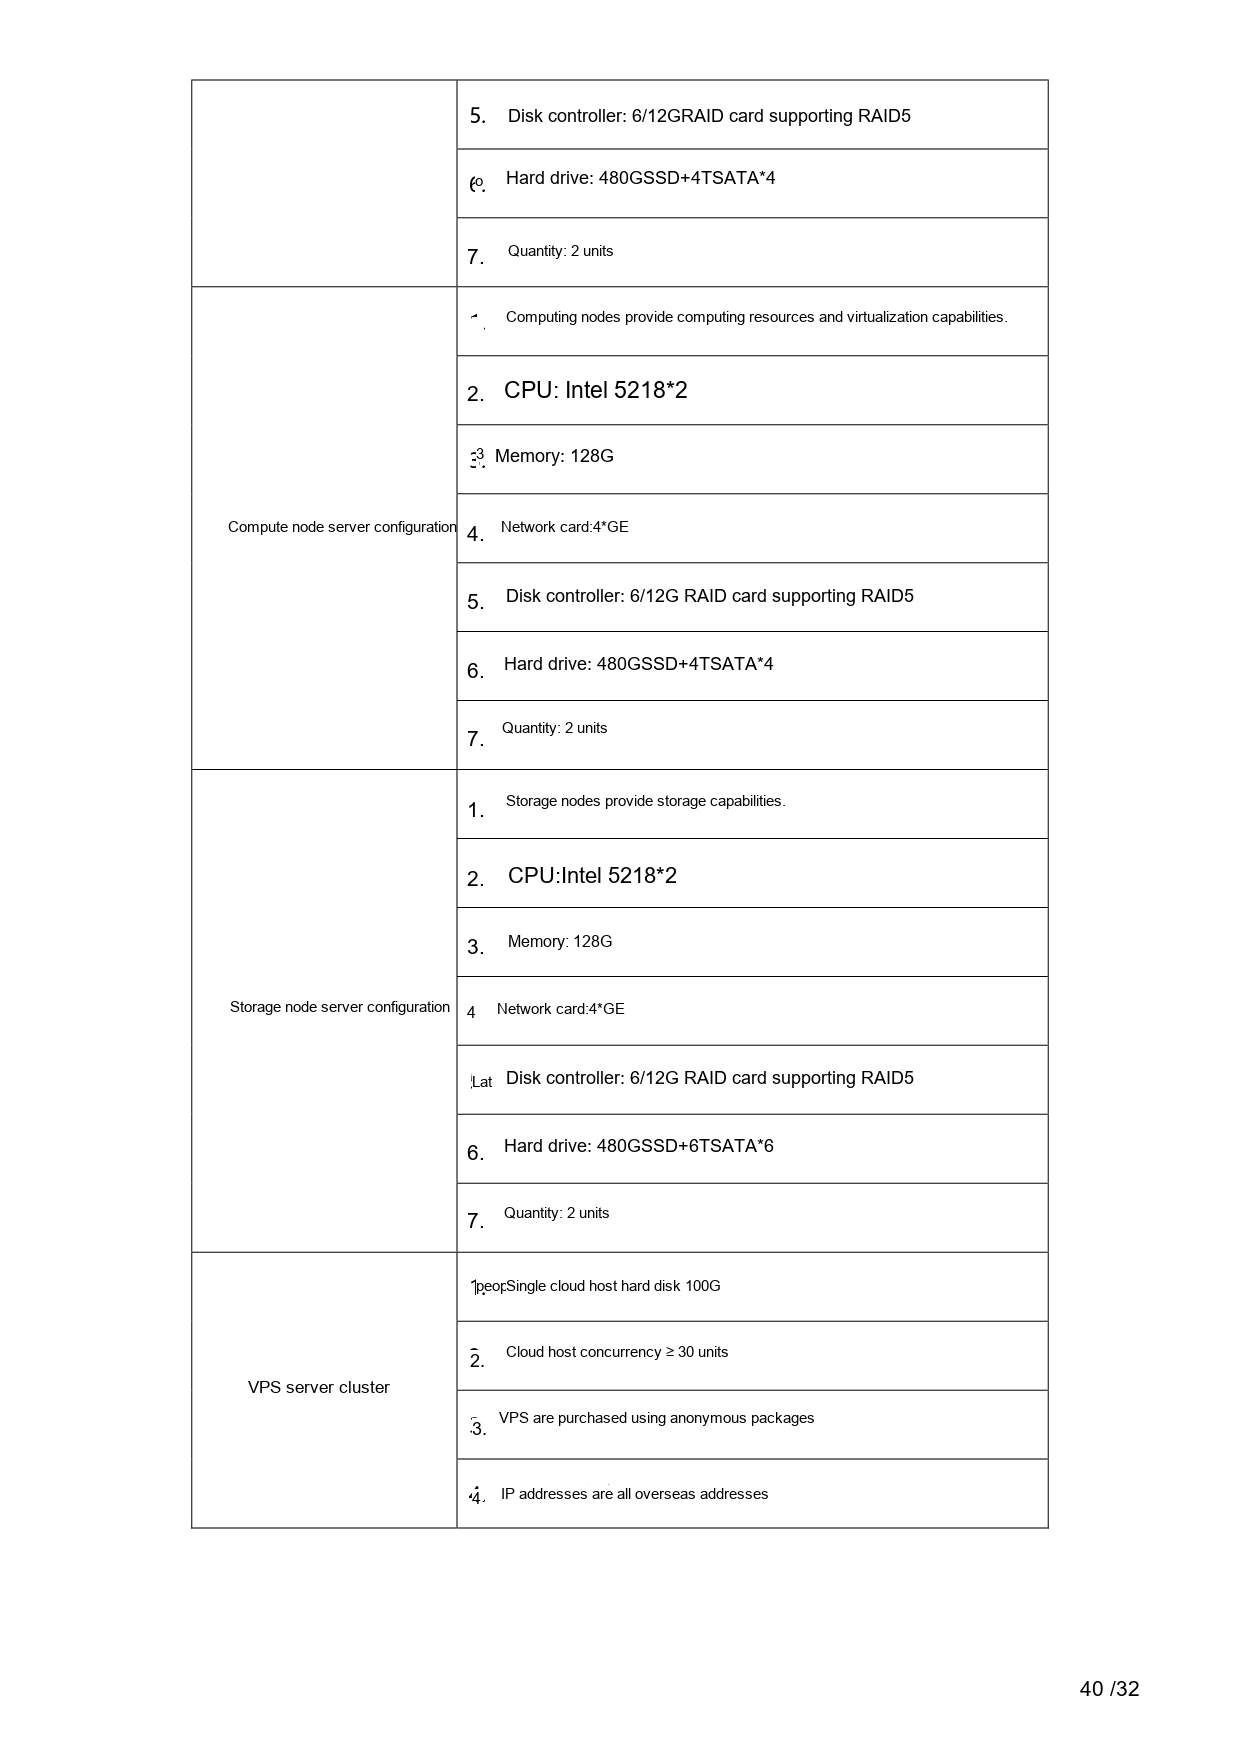 5. Disk controller: 6/12GRAID card supporting RAID5
6. Hard drive: 480GSSD+4TSATA*4
7. Quantity: 2 units
Computing nodes provide computing resources and virtualization capabilities.
2. CPU: Intel 5218*2
3. Memory: 128G
Compute node server configuration
4. Network card:4*GE
5. Disk controller: 6/12G RAID card supporting RAID5
6. Hard drive: 480GSSD+4TSATA*4
7. Quantity: 2 units
1. Storage nodes provide storage capabilities.
2. CPU:Intel 5218*2
3. Memory: 128G
Storage node server configuration
4 Network card:4*GE
Lat Disk controller: 6/12G RAID card supporting RAID5
6. Hard drive: 480GSSD+6TSATA*6
7. Quantity: 2 units
1. Single cloud host hard disk 100G
2. Cloud host concurrency ≥ 30 units
VPS server cluster
3. VPS are purchased using anonymous packages
4. IP addresses are all overseas addresses
40 /32